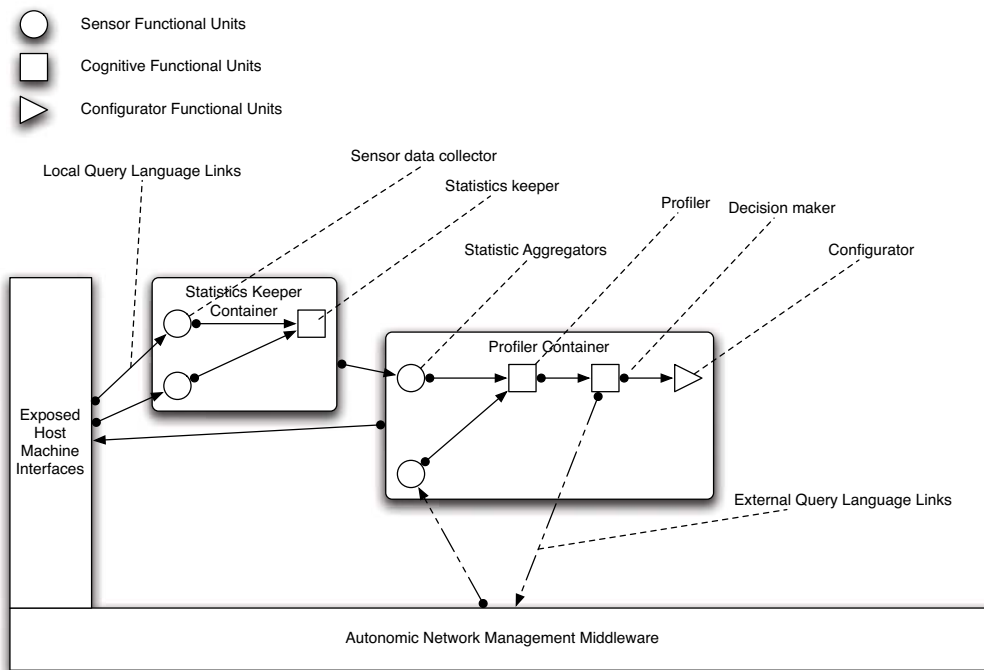 Sensor Functional Units
Cognitive Functional Units
Configurator Functional Units
Sensor data collector
Local Query Language Links
Statistics keeper
Profiler
Decision maker
Statistic Aggregators
Configurator
Statistics Keeper
Container
Profiler Container
Exposed
Host
Machine
Interfaces
External Query Language Links
Autonomic Network Management Middleware